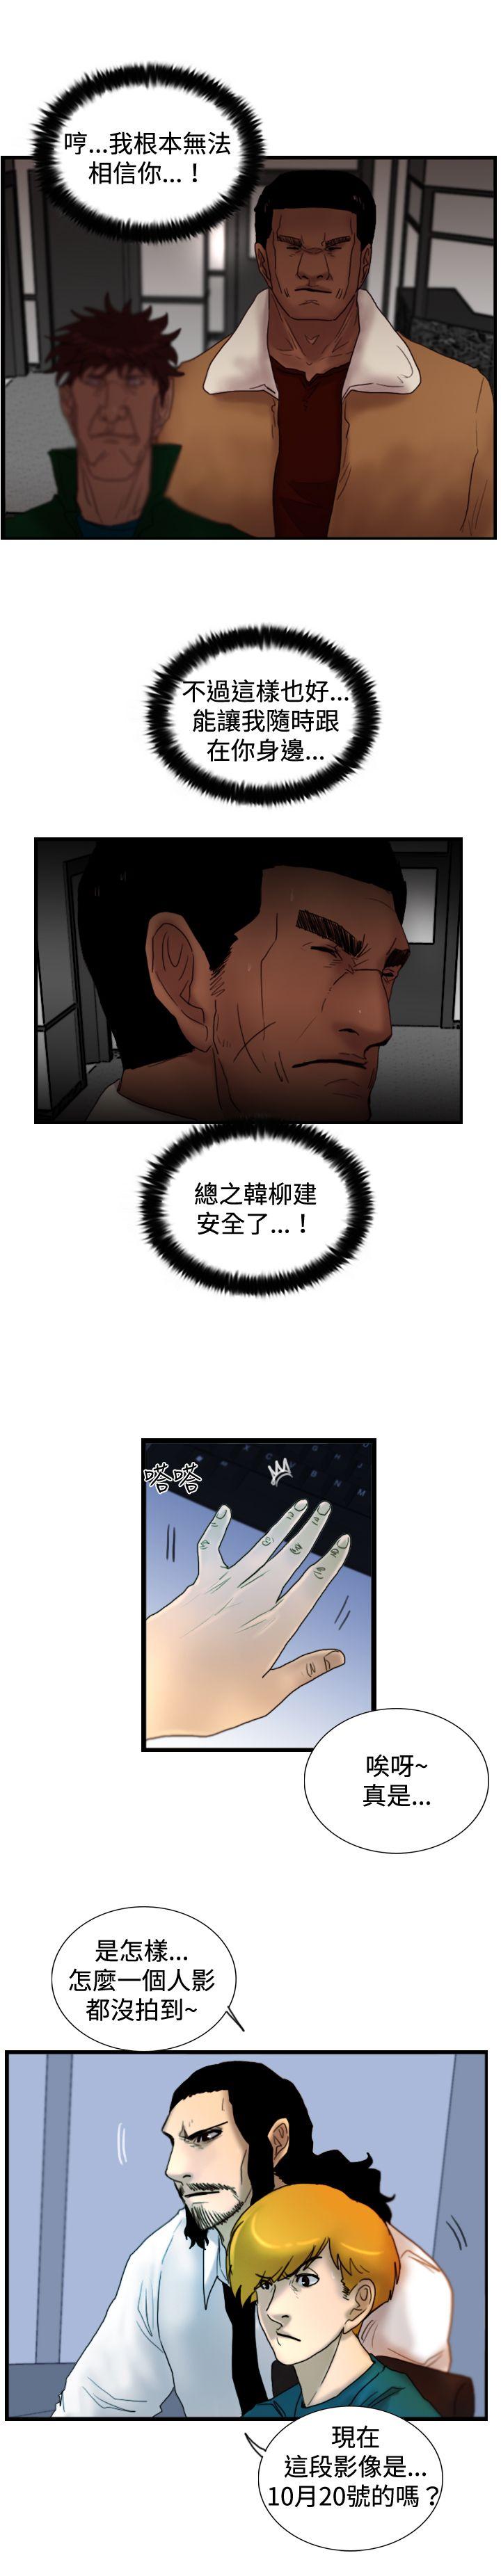 哼...我根本無法
相信你...！
不過這樣也好...
能讓我隨時跟
在你身邊...
總之韓柳建
安全了...！
嗒嗒
唉呀~
真是...
是怎樣...
怎麼一個人影
都沒拍到~
現在
這段影像是...
10月20號的嗎？